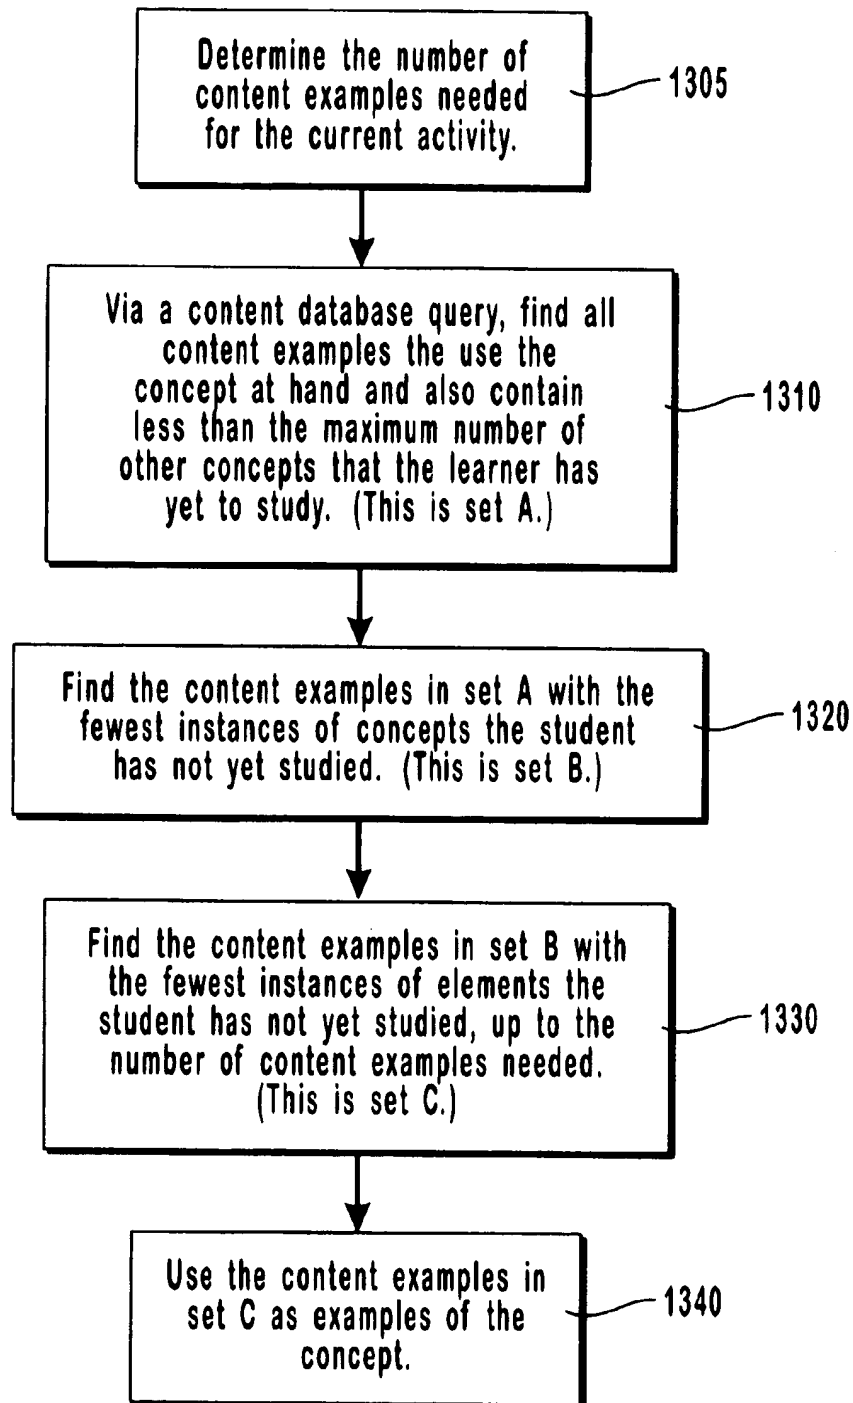 Determine the number of
content examples needed
for the current activity.
1305
Via a content database query, find all
content examples the use the
concept at hand and also contain
less than the maximum number of
other concepts that the learner has
yet to study. (This is set A.)
1310
Find the content examples in set A with the
fewest instances of concepts the student
has not yet studied. (This is set B.)
1320
Find the content examples in set B with
the fewest instances of elements the
student has not yet studied, up to the
number of content examples needed.
(This is set C.)
1330
Use the content examples in
set C as examples of the
concept.
1340